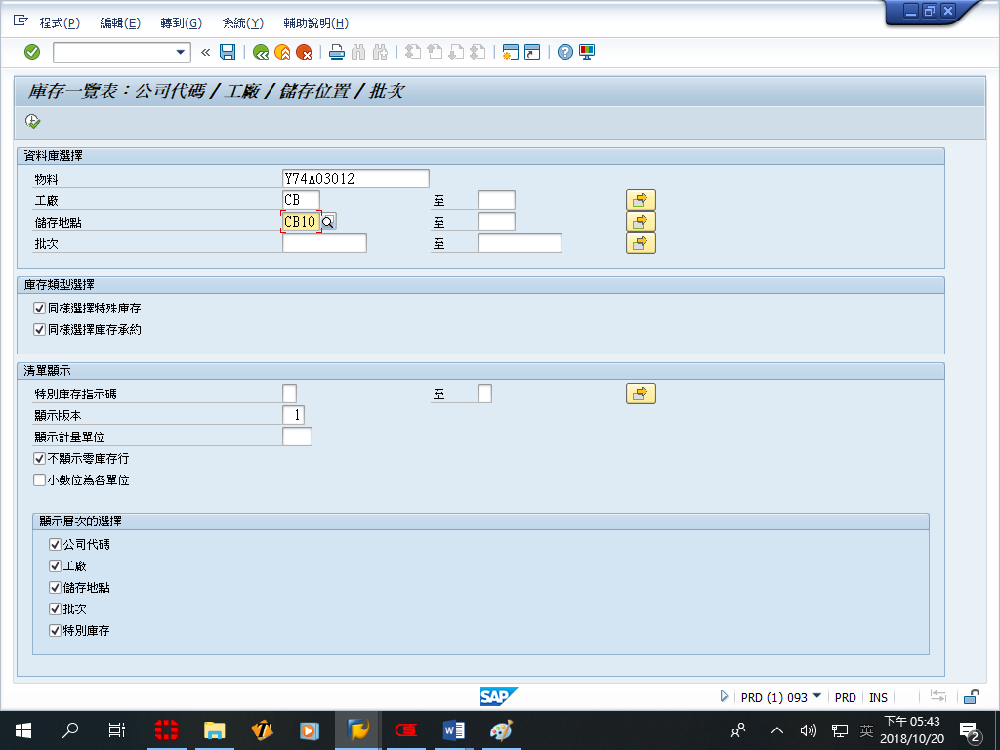 程式(P) 編輯(E) 轉到(G) 系統(Y) 輔助說明(H)
庫存一覽表：公司代碼 / 工廠 / 儲存位置 / 批次
資料庫選擇
物料 Y74A03012
工廠 CB 至
儲存地點 CB10 至
批次 至
庫存類型選擇
同樣選擇特殊庫存
同樣選擇庫存承約
清單顯示
特別庫存指示碼 至
顯示版本 1
顯示計量單位
不顯示零庫存行
小數位為各單位
顯示層次的選擇
公司代碼
工廠
儲存地點
批次
特別庫存
SAP PRD (1) 093 PRD INS
英 下午 05:43
2018/10/20 2